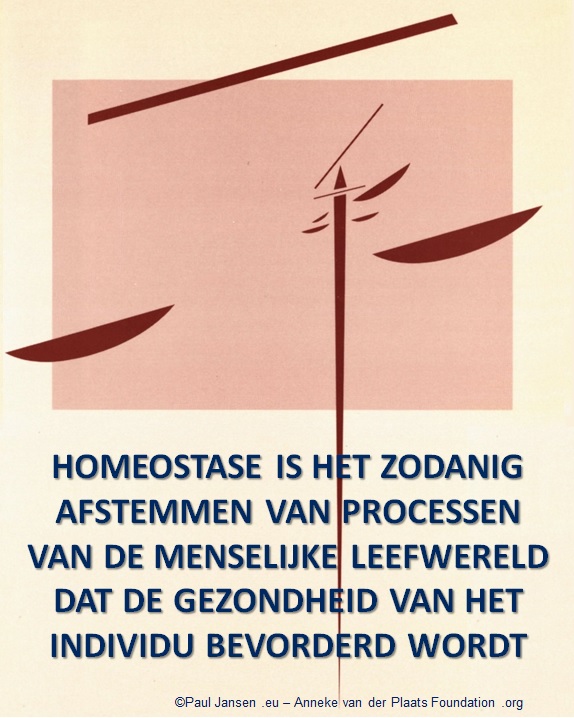 HOMEOSTASE IS HET ZODANIG
AFSTEMMEN VAN PROCESSEN
VAN DE MENSELIJKE LEEFWERELD
DAT DE GEZONDHEID VAN HET
INDIVIDU BEVORDERD WORDT
©Paul Jansen .eu – Anneke van der Plaats Foundation .org